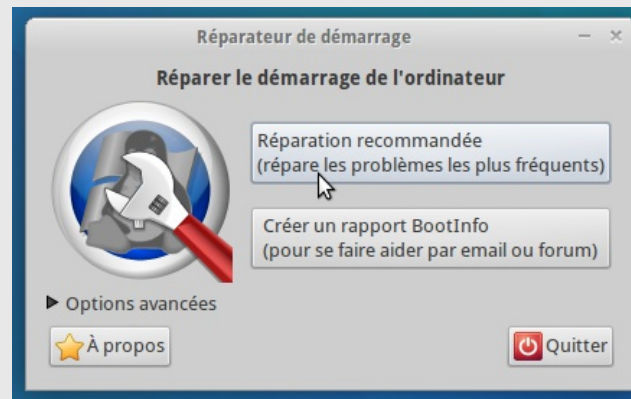 Réparateur de démarrage
Réparer le démarrage de l'ordinateur
Réparation recommandée
(répare les problèmes les plus fréquents)
Créer un rapport BootInfo
(pour se faire aider par email ou forum)
Options avancées
À propos
Quitter